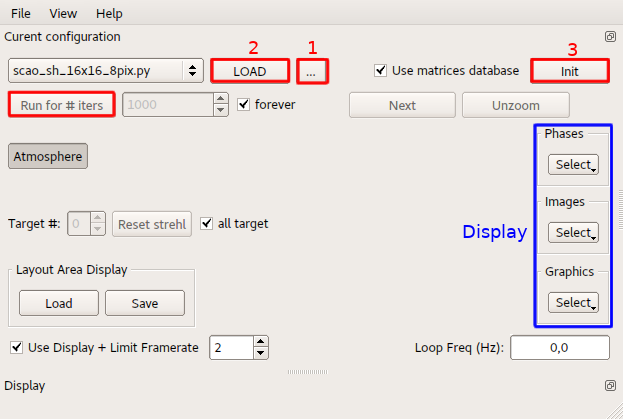 File View Help
Curent configuration
2 1 3
scao_sh_16x16_8pix.py LOAD ... Use matrices database Init
Run for # iters 1000 forever Next Unzoom
Phases
Atmosphere Select
Images
Target #: 0 Reset strehl all target Display Select
Layout Area Display Graphics
Load Save Select
Use Display + Limit Framerate 2 Loop Freq (Hz): 0,0
Display